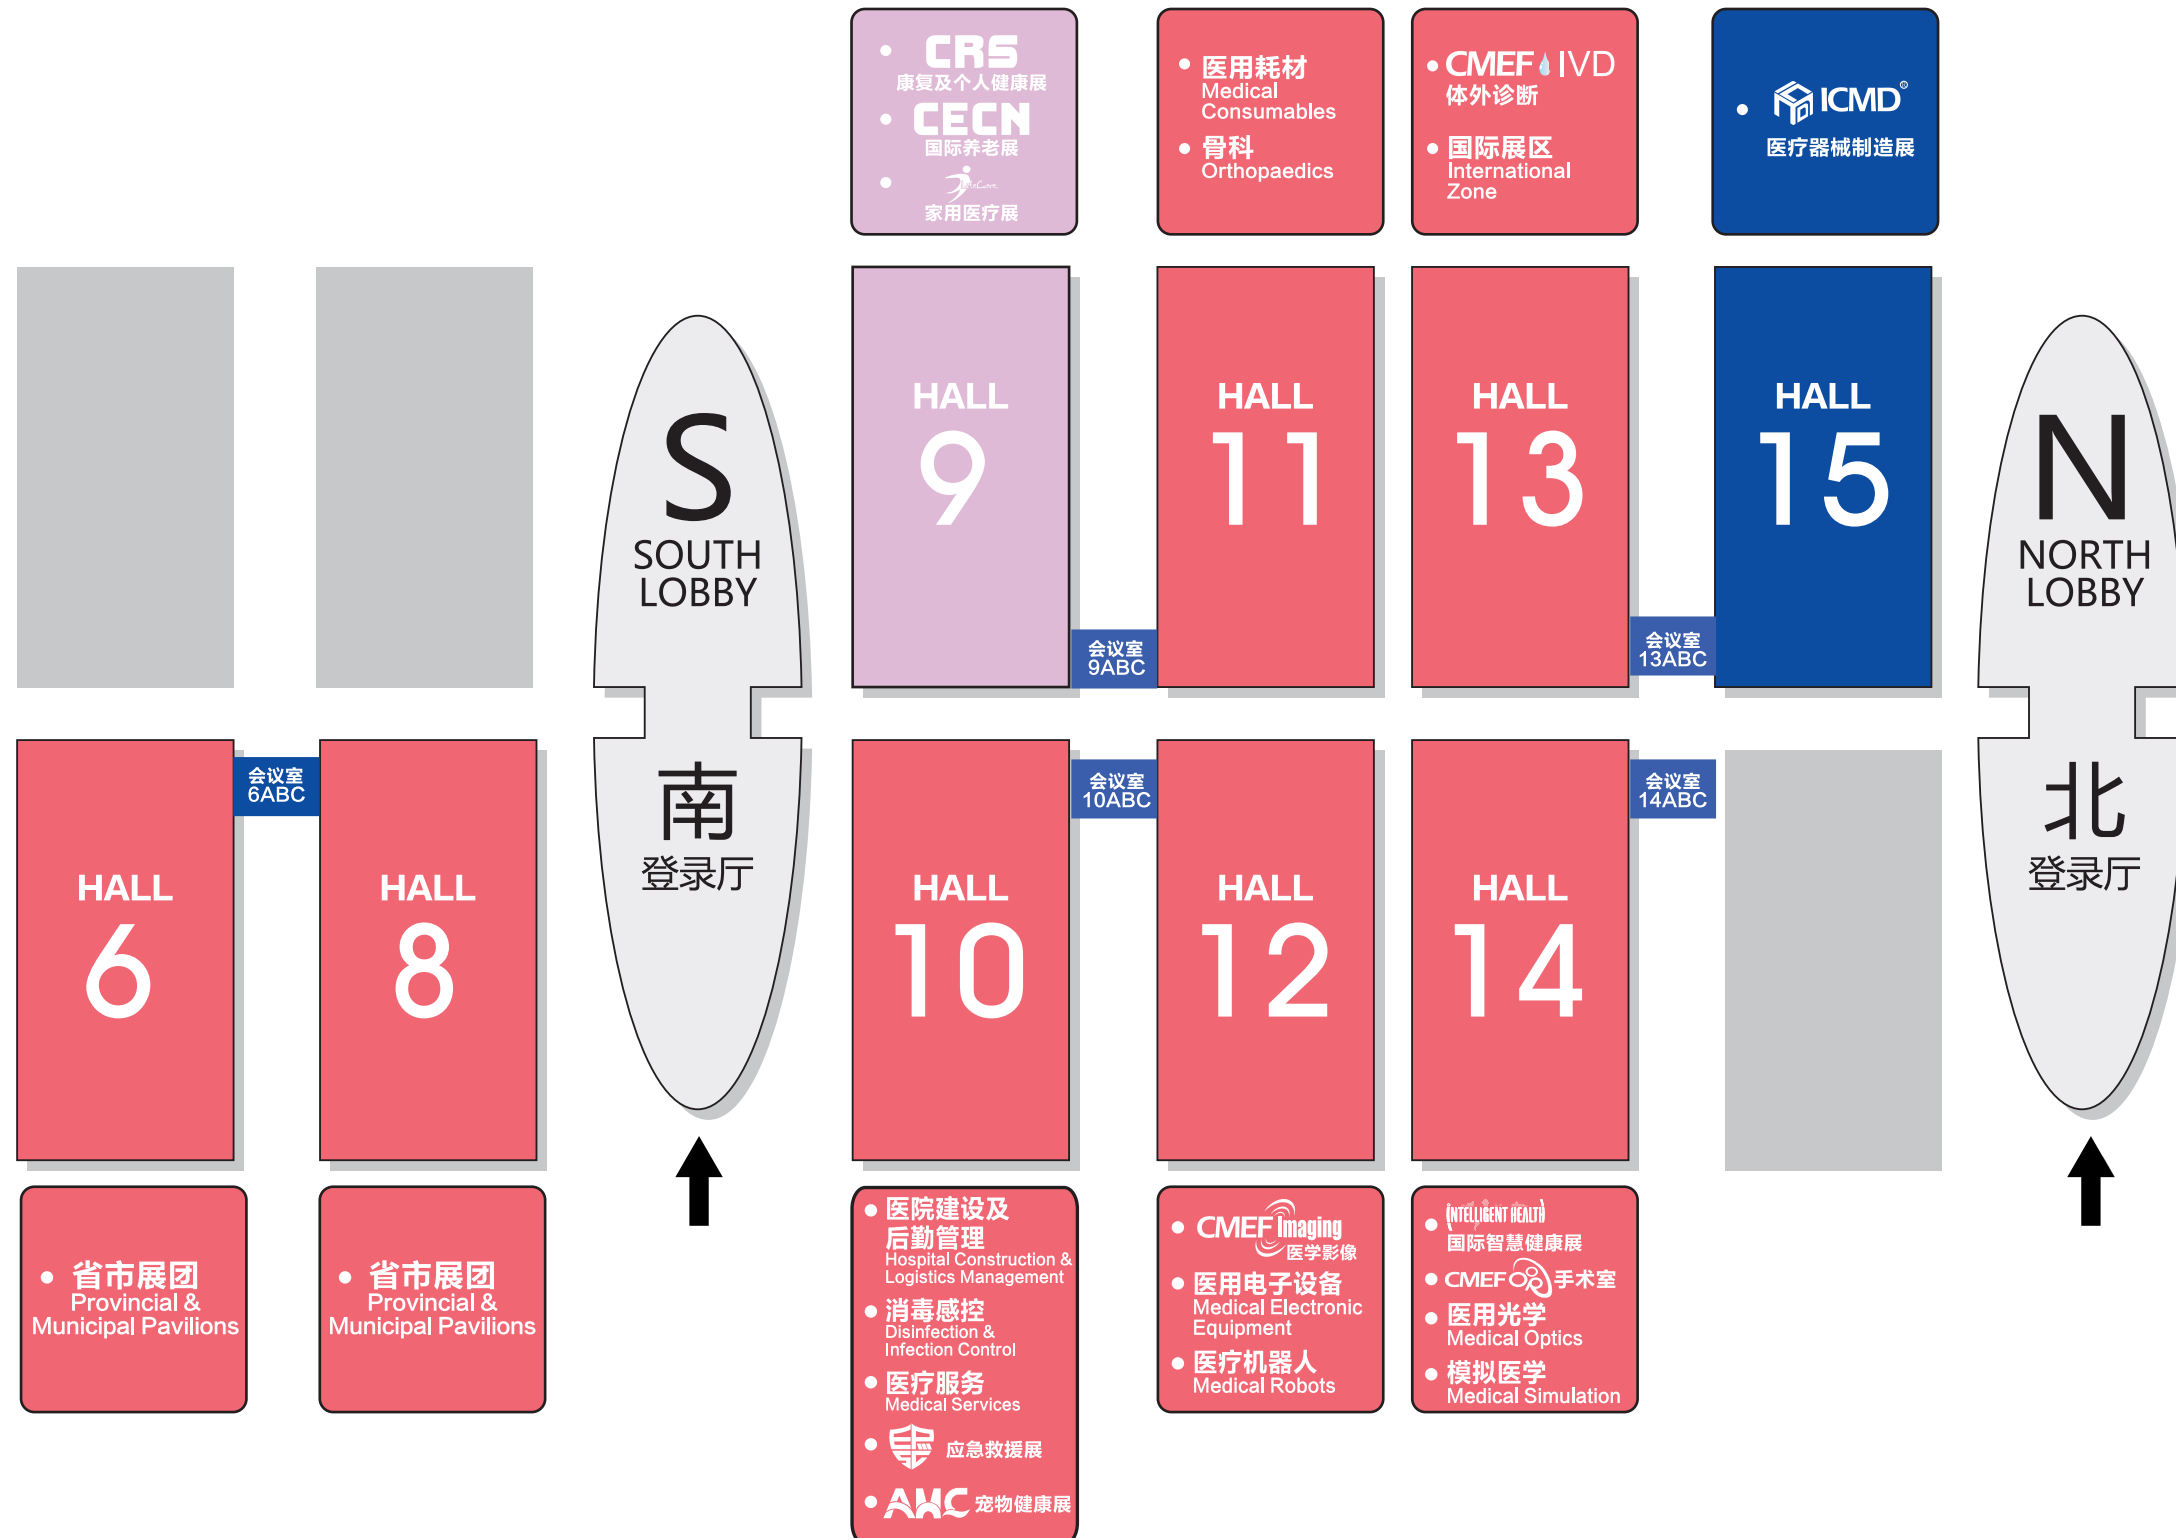 CRS
康复及个人健康展
CECN
国际养老展
LifeCare
家用医疗展
医用耗材
Medical
Consumables
骨科
Orthopaedics
CMEF IVD
体外诊断
国际展区
International
Zone
ICMD®
医疗器械制造展
HALL
9
HALL
11
HALL
13
HALL
15
S
SOUTH
LOBBY
南
登录厅
N
NORTH
LOBBY
北
登录厅
会议室
9ABC
会议室
13ABC
会议室
6ABC
会议室
10ABC
会议室
14ABC
HALL
6
HALL
8
HALL
10
HALL
12
HALL
14
省市展团
Provincial &
Municipal Pavilions
省市展团
Provincial &
Municipal Pavilions
医院建设及
后勤管理
Hospital Construction &
Logistics Management
消毒感控
Disinfection &
Infection Control
医疗服务
Medical Services
应急救援展
AHC 宠物健康展
CMEF Imaging
医学影像
医用电子设备
Medical Electronic
Equipment
医疗机器人
Medical Robots
INTELLIGENT HEALTH
国际智慧健康展
CMEF 手术室
医用光学
Medical Optics
模拟医学
Medical Simulation